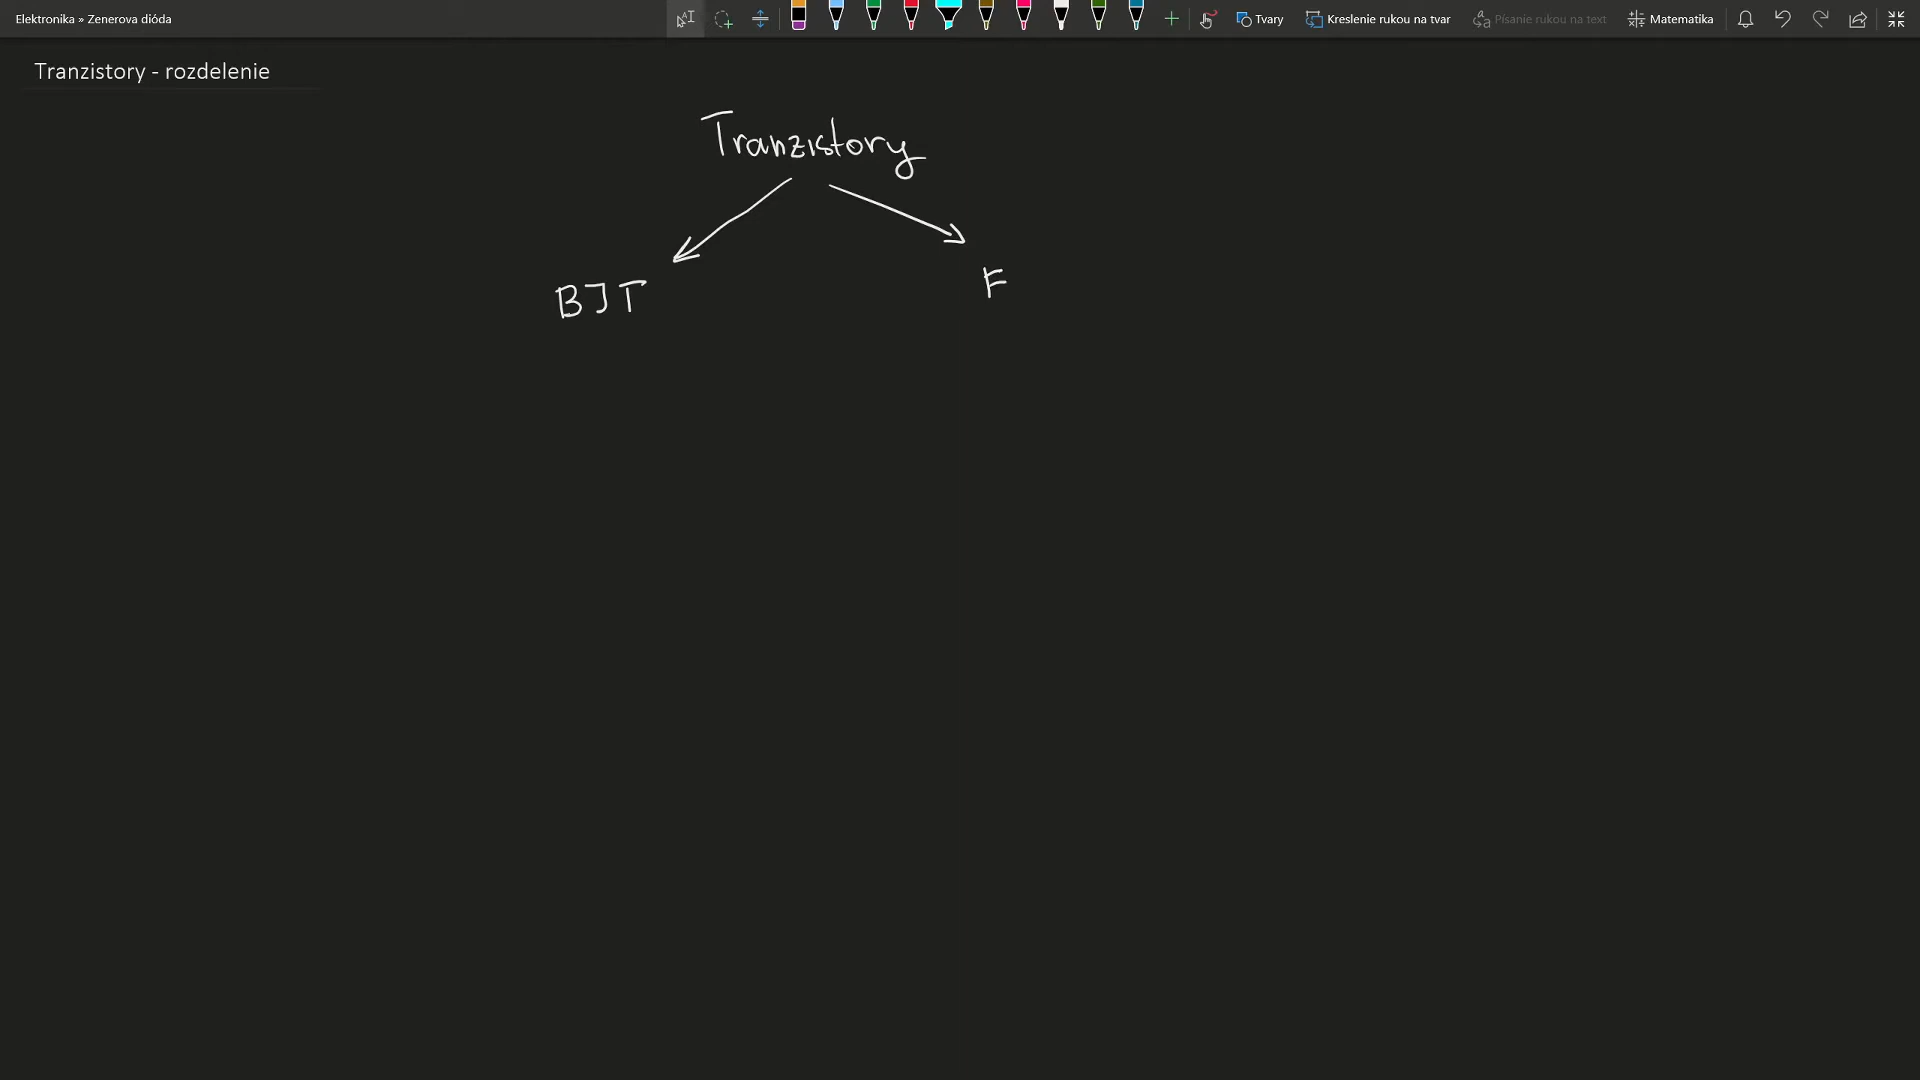 Elektronika » Zenerova dióda
Tvary
Kreslenie rukou na tvar
Písanie rukou na text
Matematika
Tranzistory - rozdelenie
Tranzistory
BJT
F